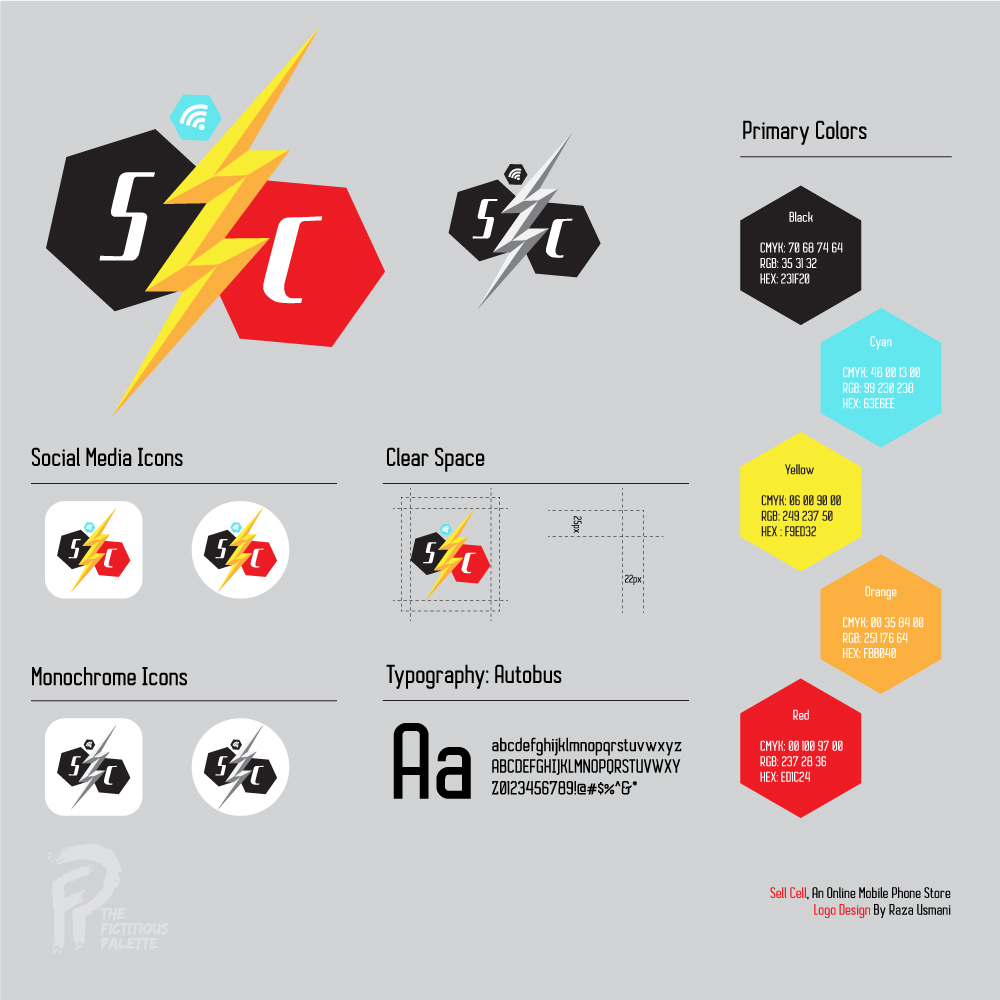 S C
S C
Primary Colors
Black
CMYK: 70 68 74 64
RGB: 35 31 32
HEX: 231F20
Cyan
CMYK: 48 00 13 00
RGB: 99 230 238
HEX: 63E6EE
Yellow
CMYK: 06 00 90 00
RGB: 249 237 50
HEX : F9ED32
Orange
CMYK: 00 35 84 00
RGB: 251 176 64
HEX: FBB040
Red
CMYK: 00 100 97 00
RGB: 237 28 36
HEX: ED1C24
Social Media Icons
S C
S C
Clear Space
S C
25px
22px
Monochrome Icons
S C
S C
Typography: Autobus
Aa
abcdefghijklmnopqrstuvwxyz
ABCDEFGHIJKLMNOPQRSTUVWXY
Z0123456789!@#$%^&*
THE
FICTITIOUS
PALETTE
Sell Cell, An Online Mobile Phone Store
Logo Design By Raza Usmani